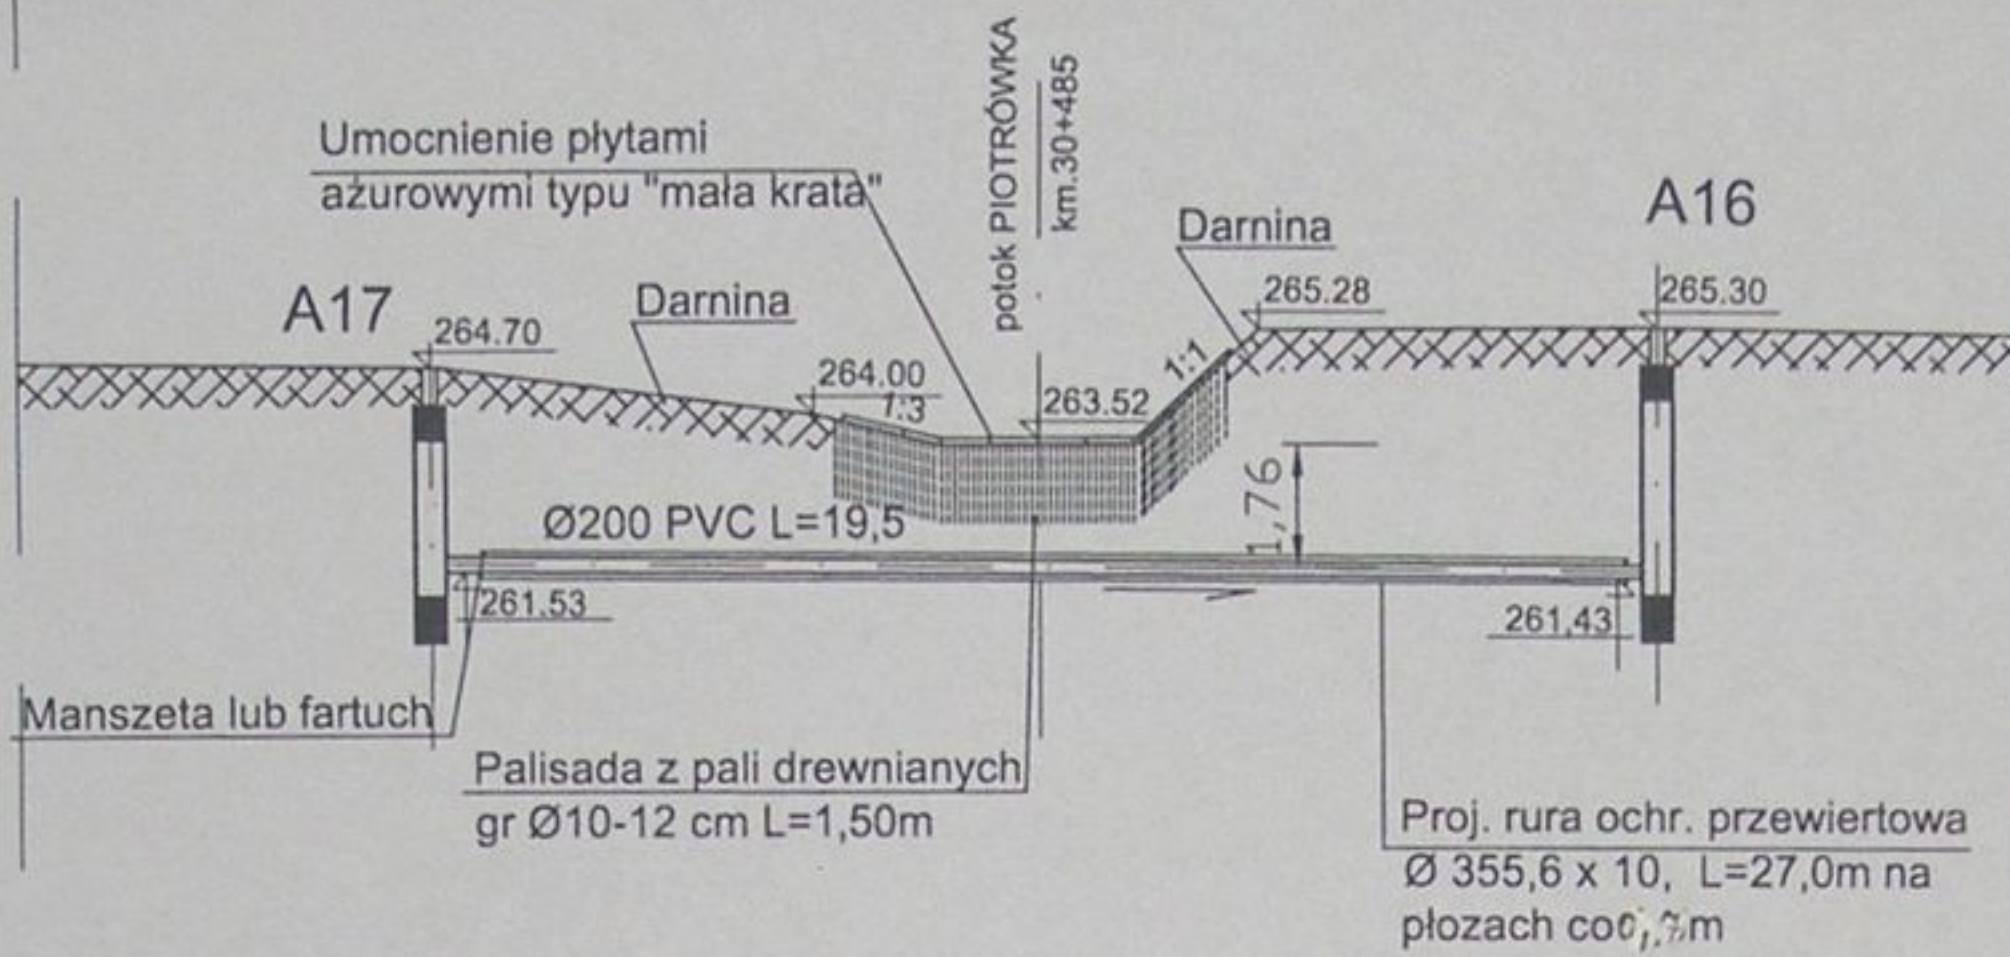 potok PIOTRÓWKA
km.30+485
Umocnienie płytami
ażurowymi typu "mała krata"
Darnina
A16
A17
Darnina
265.28
265.30
264.70
264.00
1:3
263.52
1:1
1,76
Ø200 PVC L=19,5
261.53
261,43
Manszeta lub fartuch
Palisada z pali drewnianych
gr Ø10-12 cm L=1,50m
Proj. rura ochr. przewiertowa
Ø 355,6 x 10, L=27,0m na
płozach co